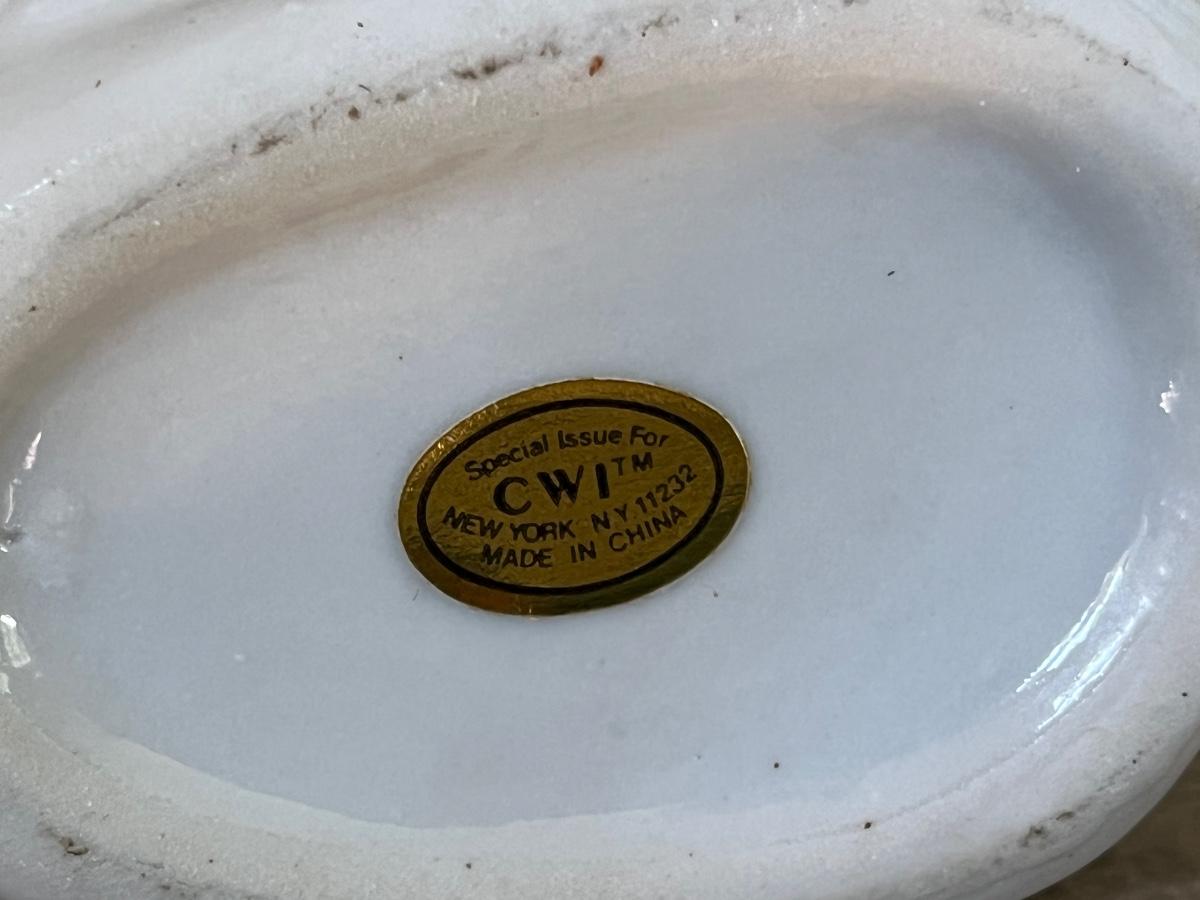 Special Issue For
CWI™
NEW YORK N.Y. 11232
MADE IN CHINA